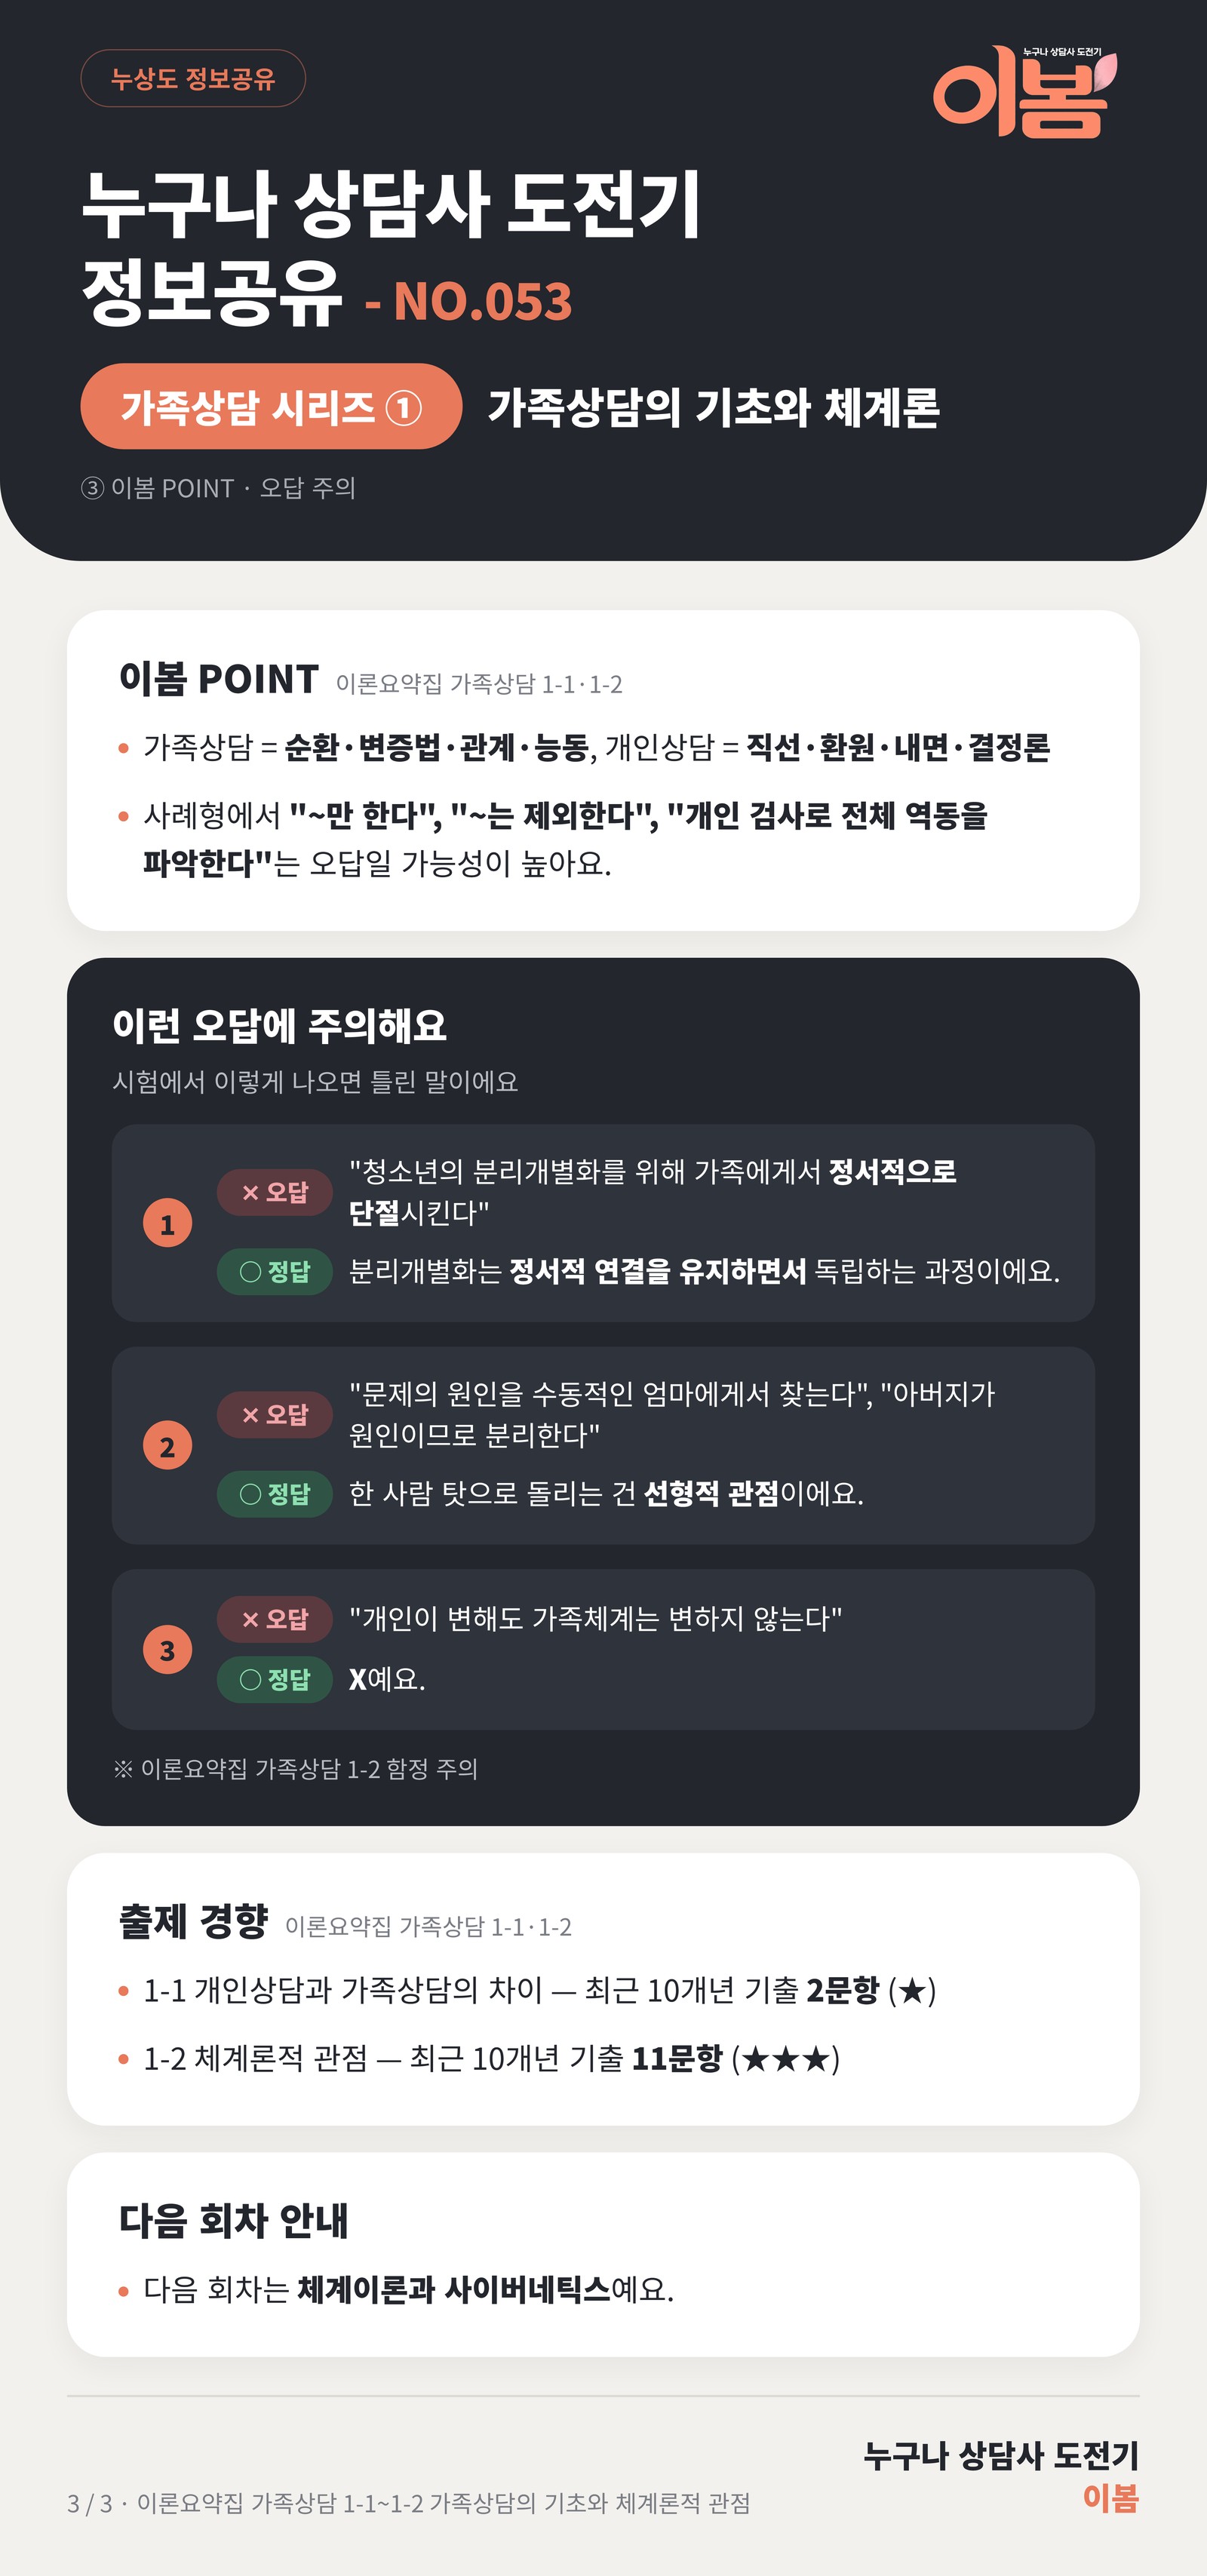 누상도 정보공유
누구나 상담사 도전기
이봄
누구나 상담사 도전기
정보공유 - NO.053
가족상담 시리즈 ① 가족상담의 기초와 체계론
③ 이봄 POINT · 오답 주의
이봄 POINT 이론요약집 가족상담 1-1·1-2
• 가족상담 = 순환·변증법·관계·능동, 개인상담 = 직선·환원·내면·결정론
• 사례형에서 "~만 한다", "~는 제외한다", "개인 검사로 전체 역동을
파악한다"는 오답일 가능성이 높아요.
이런 오답에 주의해요
시험에서 이렇게 나오면 틀린 말이에요
1
× 오답 "청소년의 분리개별화를 위해 가족에게서 정서적으로
단절시킨다"
○ 정답 분리개별화는 정서적 연결을 유지하면서 독립하는 과정이에요.
2
× 오답 "문제의 원인을 수동적인 엄마에게서 찾는다", "아버지가
원인이므로 분리한다"
○ 정답 한 사람 탓으로 돌리는 건 선형적 관점이에요.
3
× 오답 "개인이 변해도 가족체계는 변하지 않는다"
○ 정답 X예요.
※ 이론요약집 가족상담 1-2 함정 주의
출제 경향 이론요약집 가족상담 1-1·1-2
• 1-1 개인상담과 가족상담의 차이 — 최근 10개년 기출 2문항 (★)
• 1-2 체계론적 관점 — 최근 10개년 기출 11문항 (★★★)
다음 회차 안내
• 다음 회차는 체계이론과 사이버네틱스예요.
누구나 상담사 도전기
3 / 3 · 이론요약집 가족상담 1-1~1-2 가족상담의 기초와 체계론적 관점
이봄